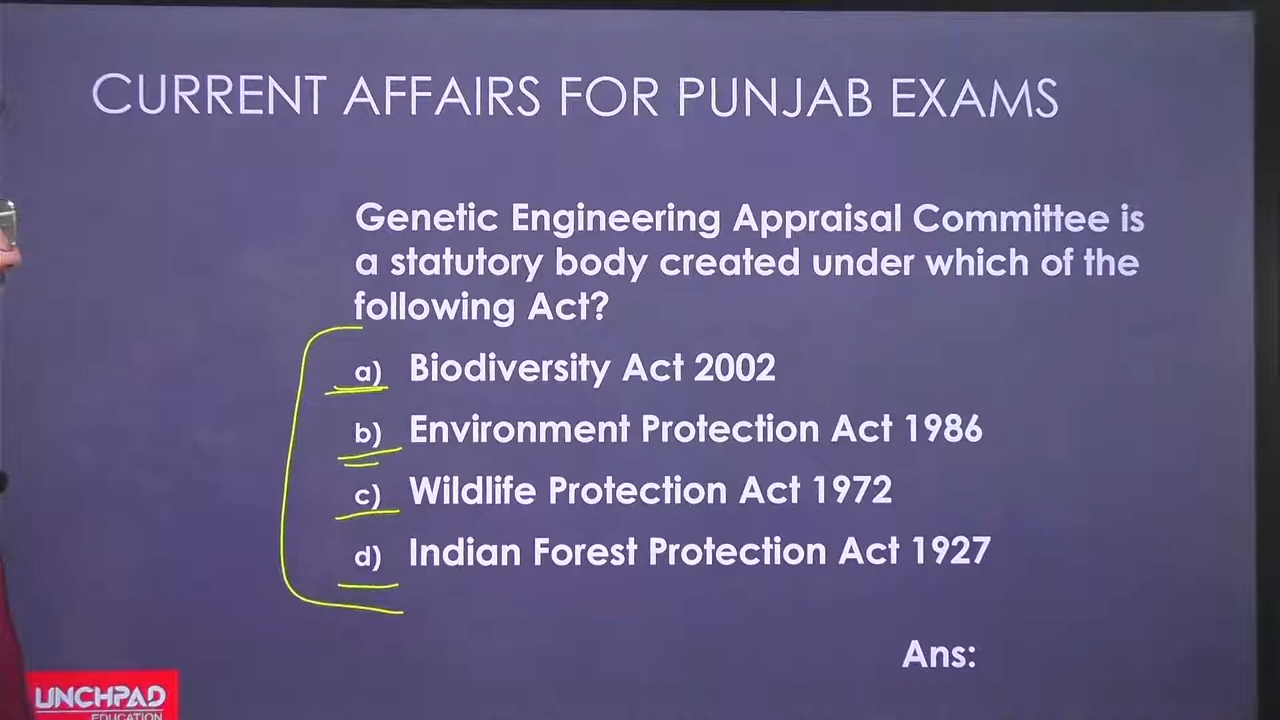 CURRENT AFFAIRS FOR PUNJAB EXAMS
Genetic Engineering Appraisal Committee is
a statutory body created under which of the
following Act?
a) Biodiversity Act 2002
b) Environment Protection Act 1986
c) Wildlife Protection Act 1972
d) Indian Forest Protection Act 1927
Ans:
UNCHPAD
EDUCATION